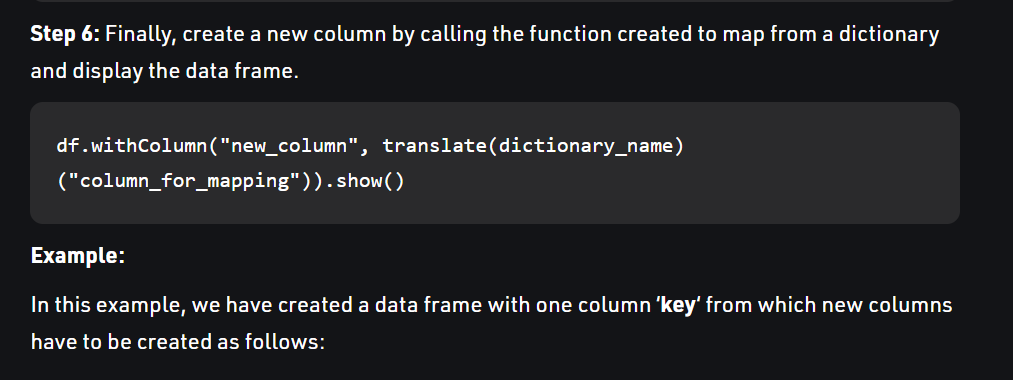 Step 6: Finally, create a new column by calling the function created to map from a dictionary
and display the data frame.
df.withColumn("new_column", translate(dictionary_name)
("column_for_mapping")).show()
Example:
In this example, we have created a data frame with one column 'key' from which new columns
have to be created as follows: